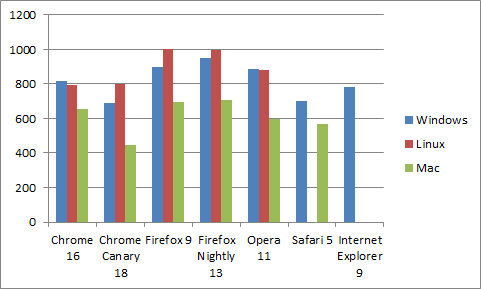 1200
1000
800
600
400
200
0
Chrome 16
Chrome Canary 18
Firefox 9
Firefox Nightly 13
Opera 11
Safari 5
Internet Explorer 9
Windows
Linux
Mac